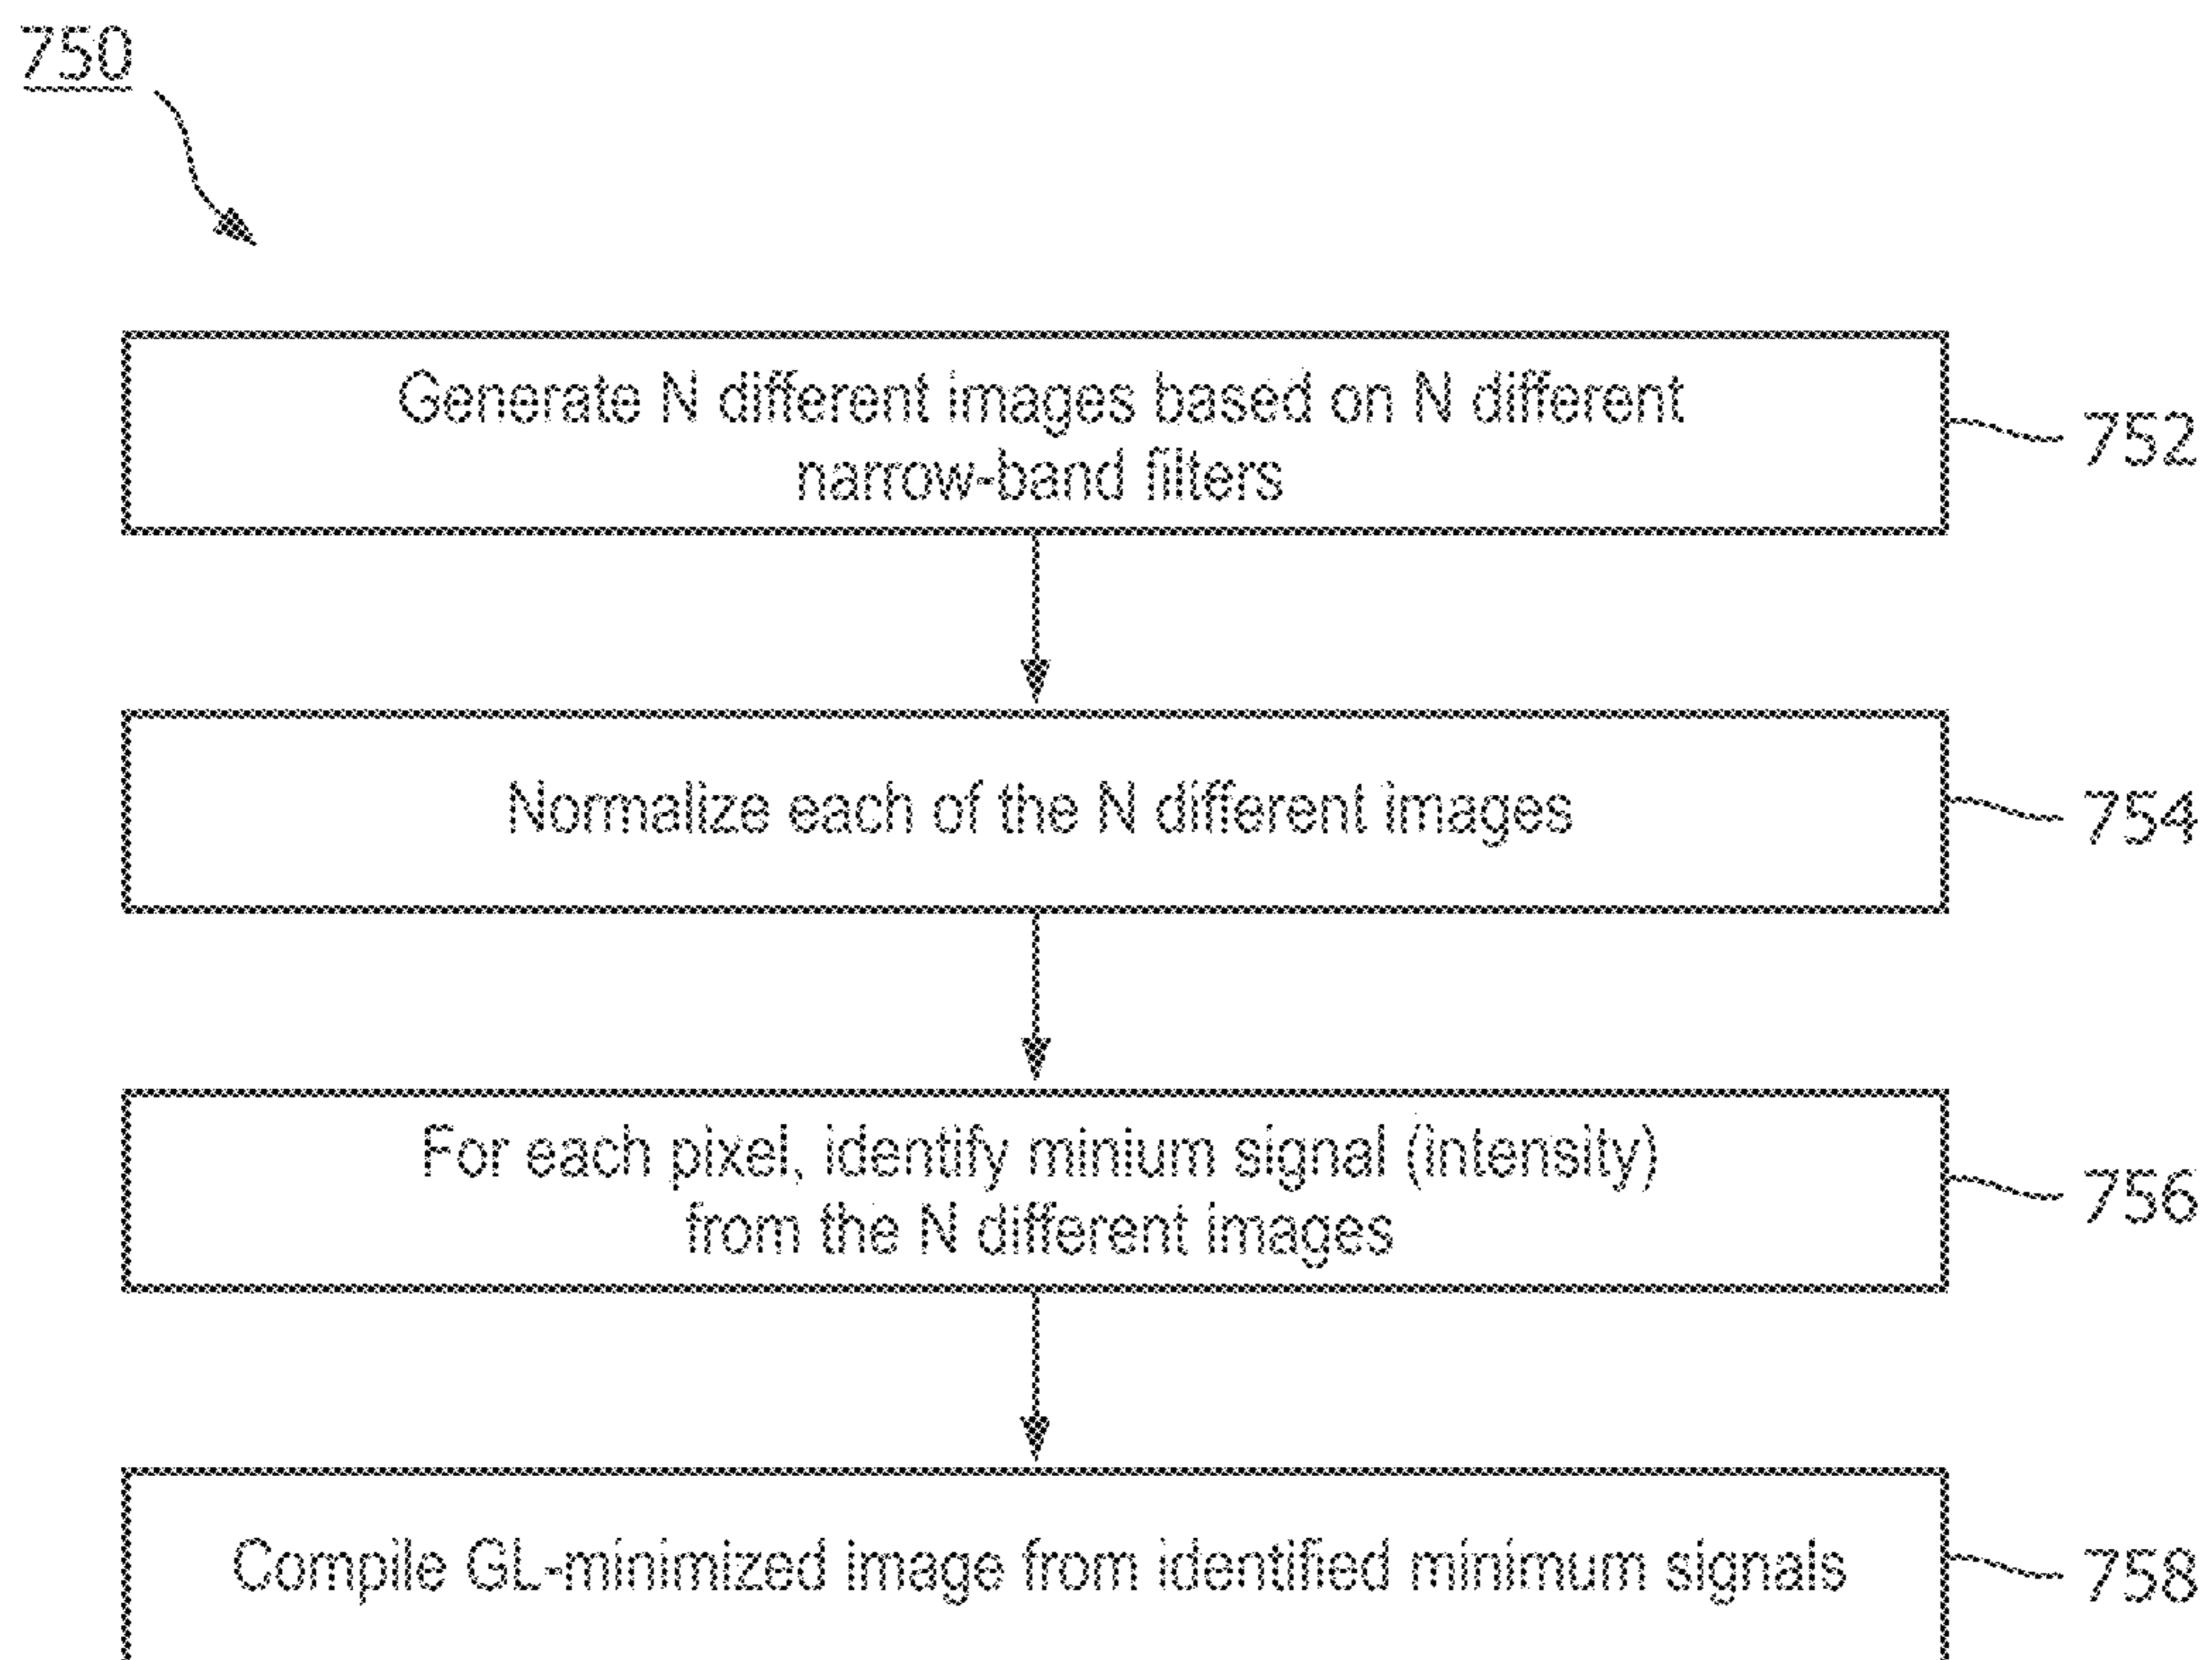 750
Generate N different images based on N different
narrow-band filters
752
Normalize each of the N different images
754
For each pixel, identify minium signal (intensity)
from the N different images
756
Compile GL-minimized image from identified minimum signals
758